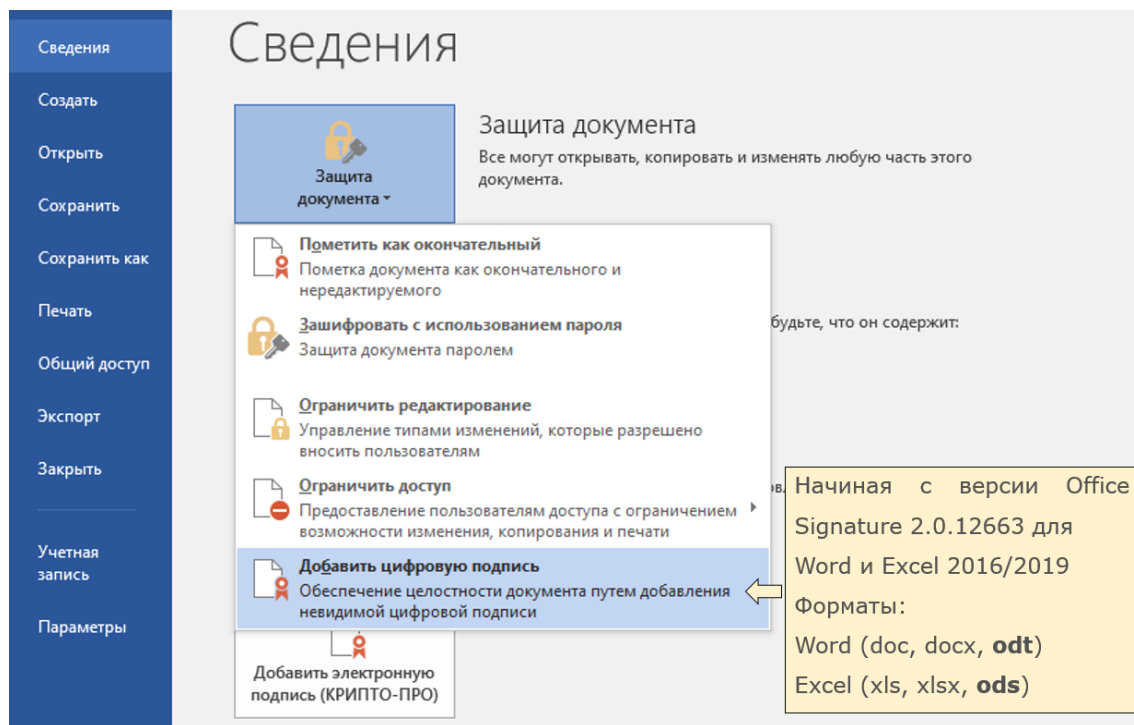 Сведения
Создать
Открыть
Сохранить
Сохранить как
Печать
Общий доступ
Экспорт
Закрыть
Учетная
запись
Параметры
Сведения
Защита
документа
Защита документа
Все могут открывать, копировать и изменять любую часть этого
документа.
Пометить как окончательный
Пометка документа как окончательного и
нередактируемого
Зашифровать с использованием пароля
Защита документа паролем
будьте, что он содержит:
Ограничить редактирование
Управление типами изменений, которые разрешено
вносить пользователям
Ограничить доступ
Предоставление пользователям доступа с ограничением
возможности изменения, копирования и печати
Добавить цифровую подпись
Обеспечение целостности документа путем добавления
невидимой цифровой подписи
Добавить электронную
подпись (КРИПТО-ПРО)
Начиная с версии Office
Signature 2.0.12663 для
Word и Excel 2016/2019
Форматы:
Word (doc, docx, odt)
Excel (xls, xlsx, ods)